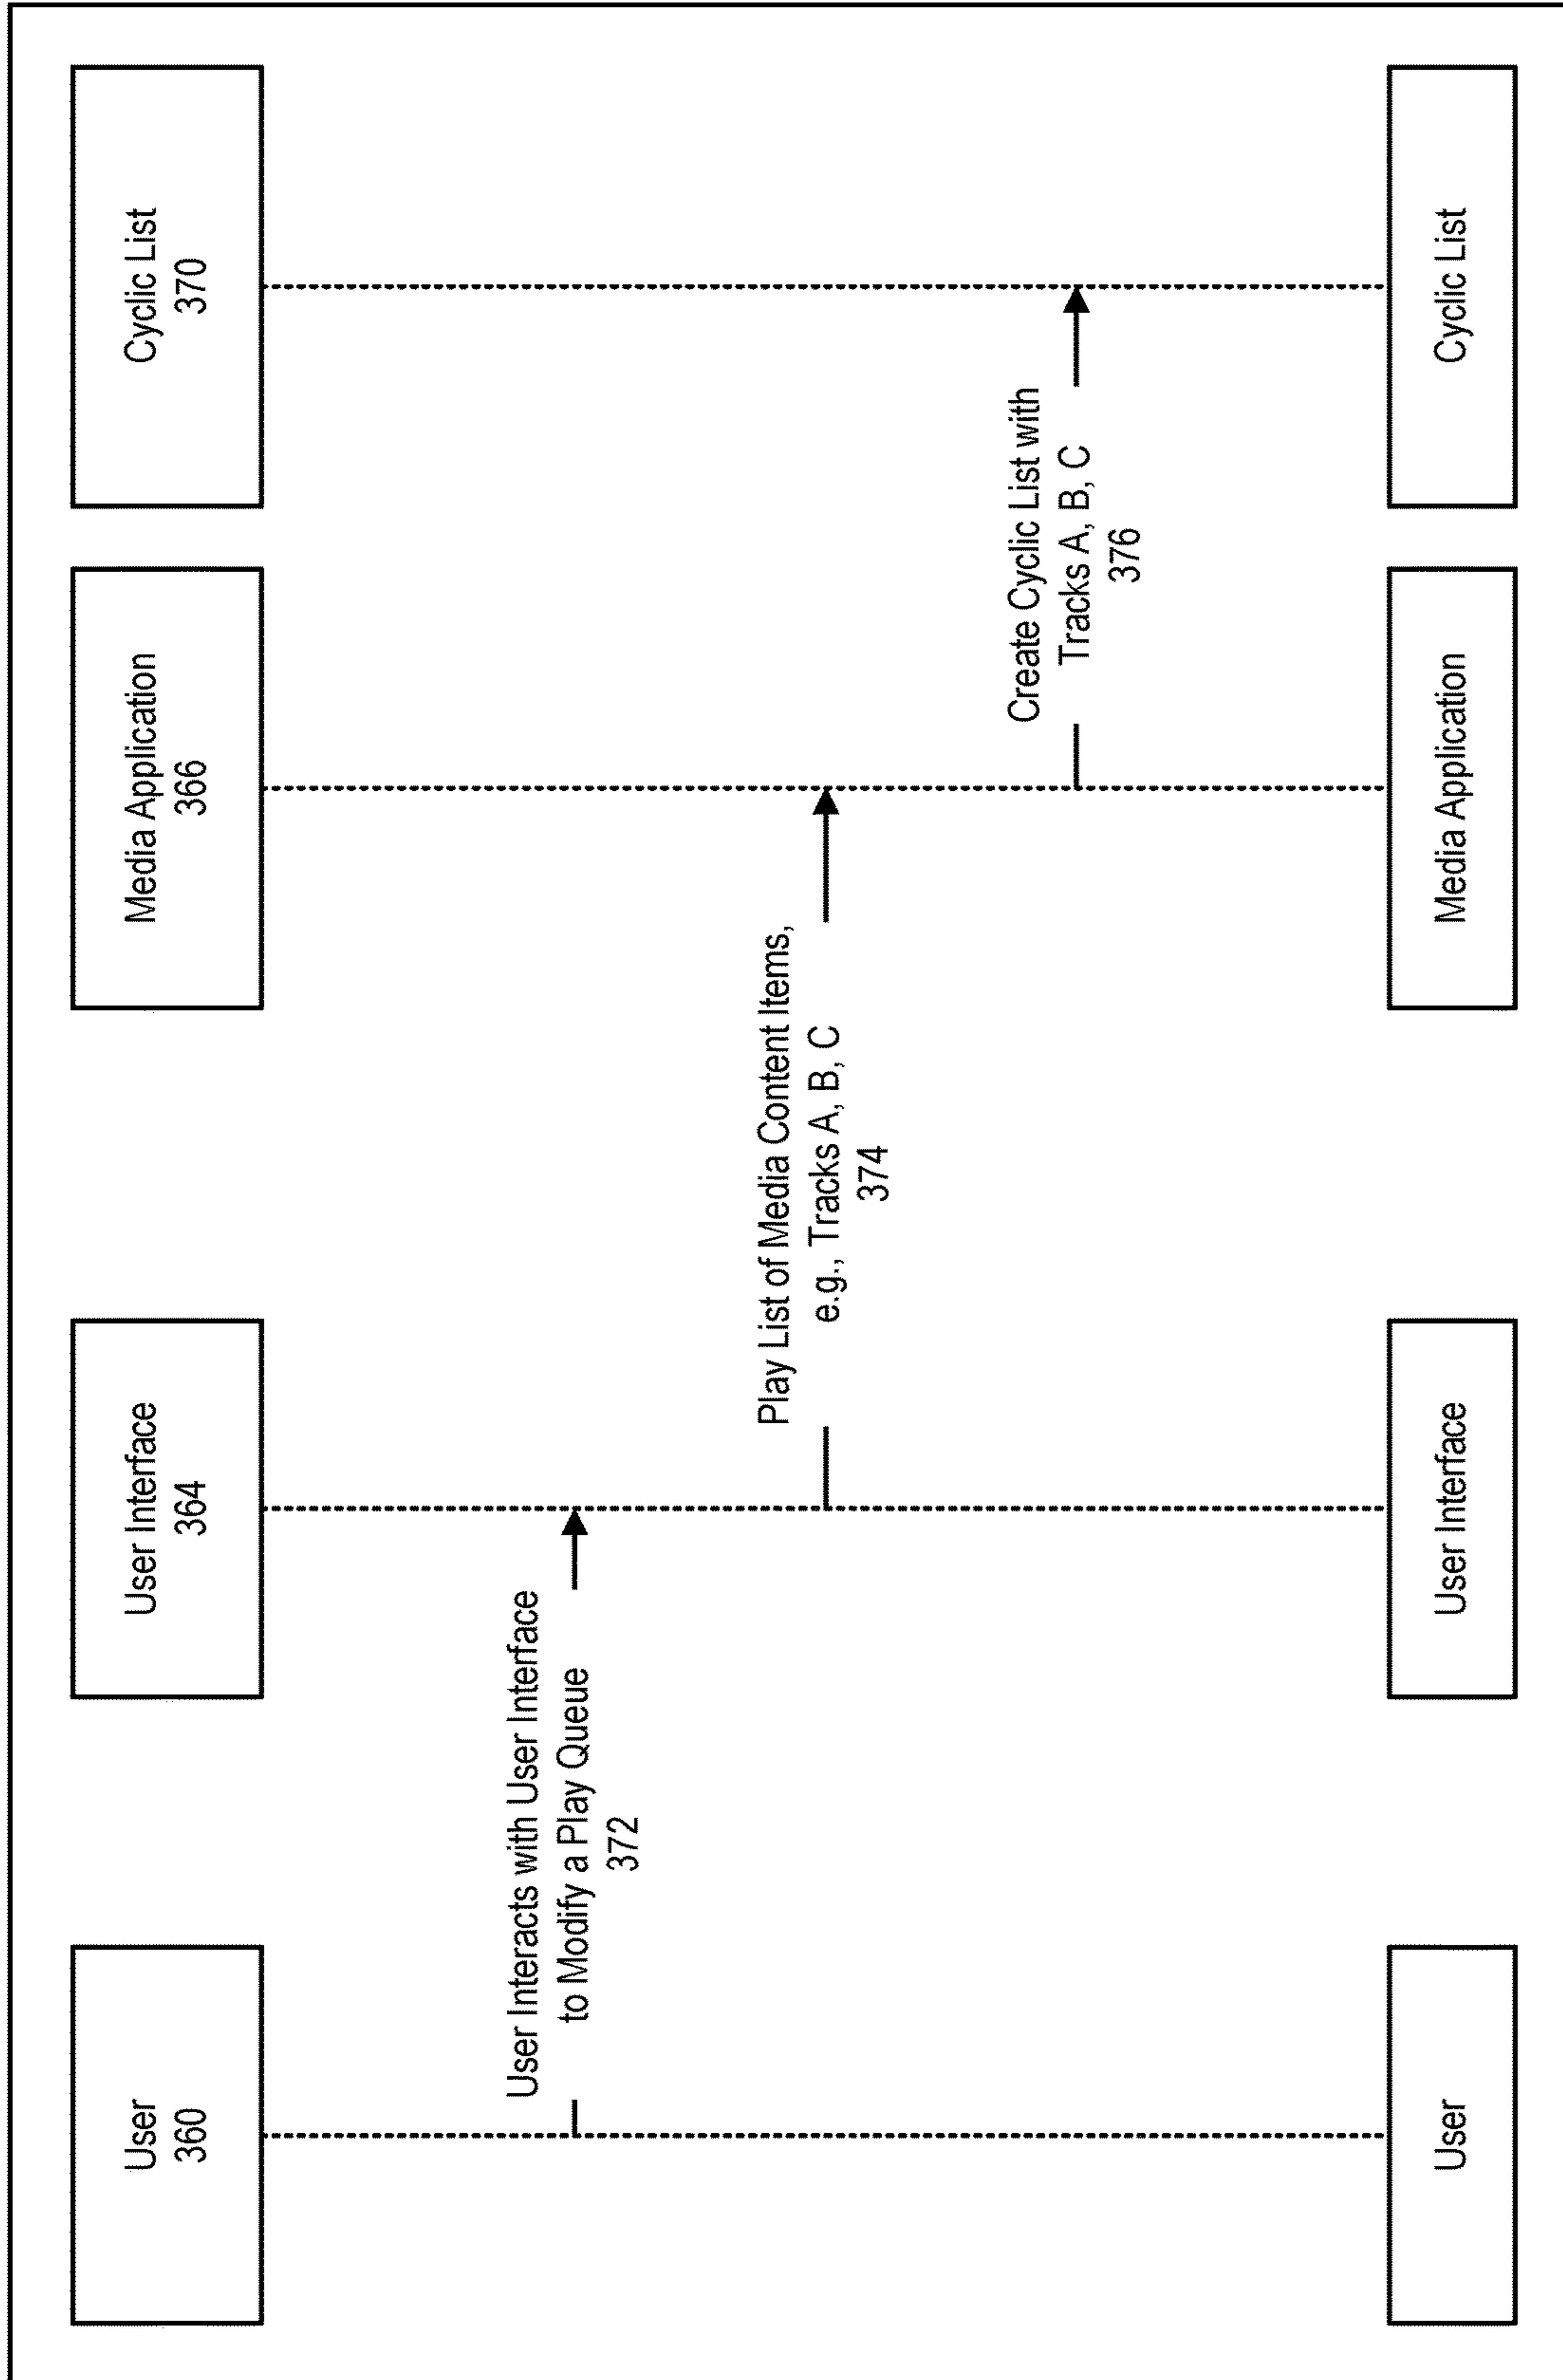 User
360
User Interface
364
Media Application
366
Cyclic List
370
User Interacts with User Interface
to Modify a Play Queue
372
Play List of Media Content Items,
e.g., Tracks A, B, C
374
Create Cyclic List with
Tracks A, B, C
376
User
User Interface
Media Application
Cyclic List